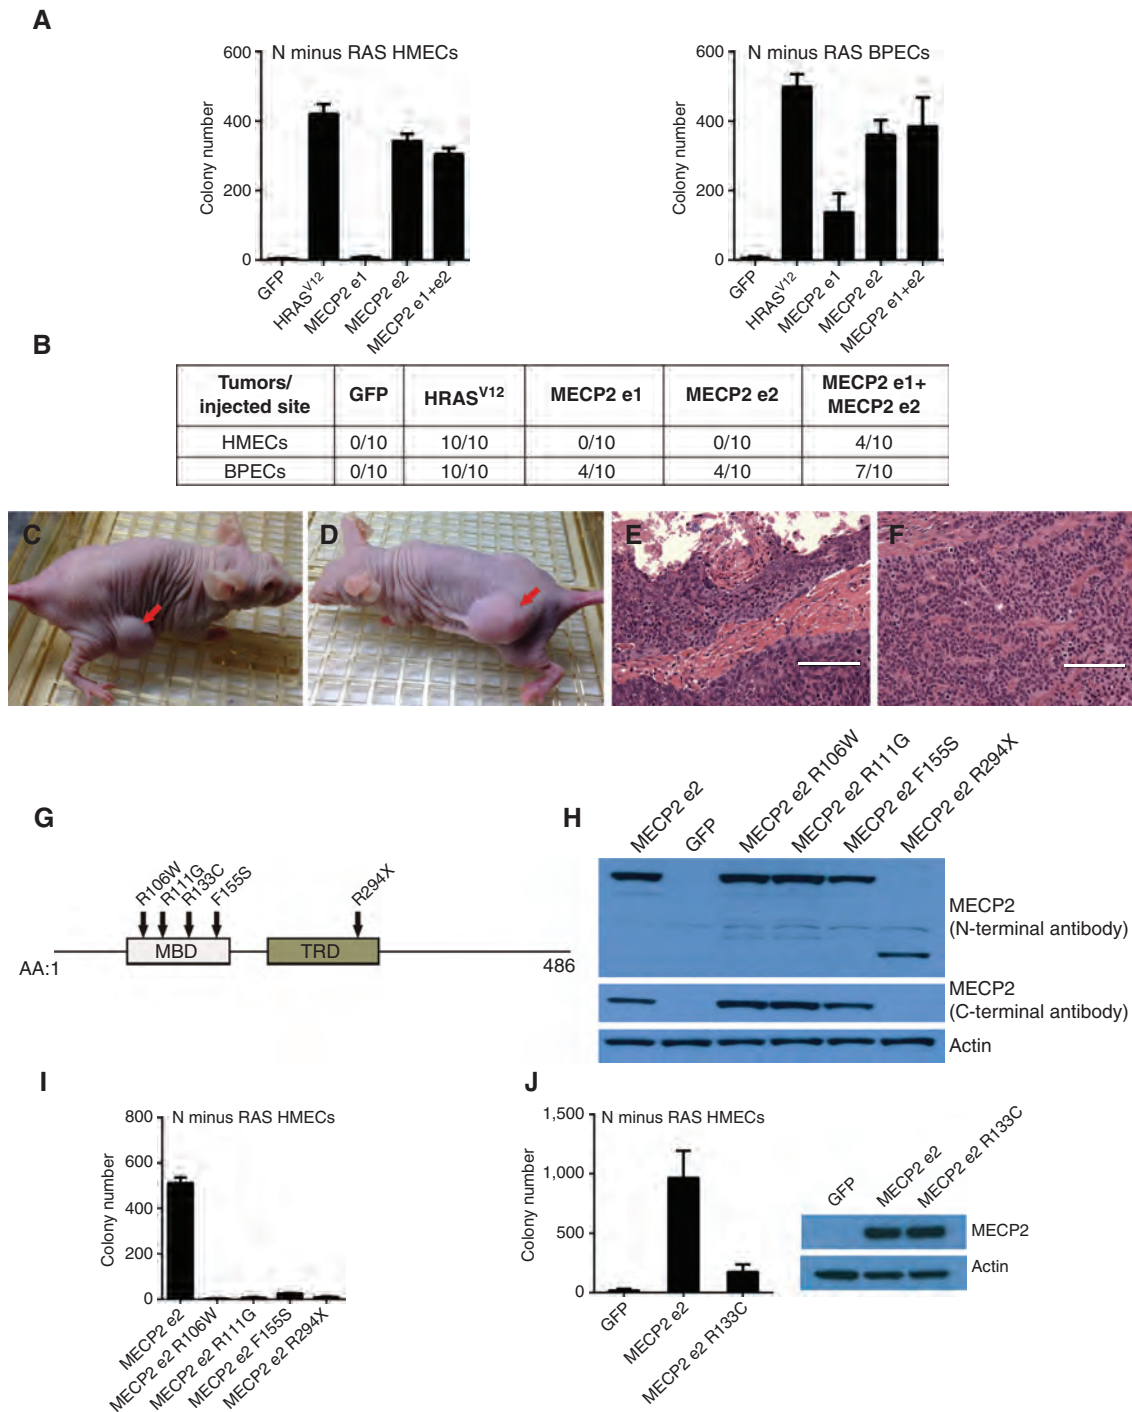 A
N minus RAS HMECs
Colony number
600
400
200
0
GFP
HRASV12
MECP2 e1
MECP2 e2
MECP2 e1+e2
N minus RAS BPECs
Colony number
600
400
200
0
GFP
HRASV12
MECP2 e1
MECP2 e2
MECP2 e1+e2
B
Tumors/ injected site GFP HRASV12 MECP2 e1 MECP2 e2 MECP2 e1+ MECP2 e2
HMECs 0/10 10/10 0/10 0/10 4/10
BPECs 0/10 10/10 4/10 4/10 7/10
C
D
E
F
G
R106W
R111G
R133C
F155S
R294X
MBD
TRD
AA:1
486
H
MECP2 e2
GFP
MECP2 e2 R106W
MECP2 e2 R111G
MECP2 e2 F155S
MECP2 e2 R294X
MECP2
(N-terminal antibody)
MECP2
(C-terminal antibody)
Actin
I
N minus RAS HMECs
Colony number
800
600
400
200
0
MECP2 e2
MECP2 e2 R106W
MECP2 e2 R111G
MECP2 e2 F155S
MECP2 e2 R294X
J
N minus RAS HMECs
Colony number
1,500
1,000
500
0
GFP
MECP2 e2
MECP2 e2 R133C
GFP
MECP2 e2
MECP2 e2 R133C
MECP2
Actin